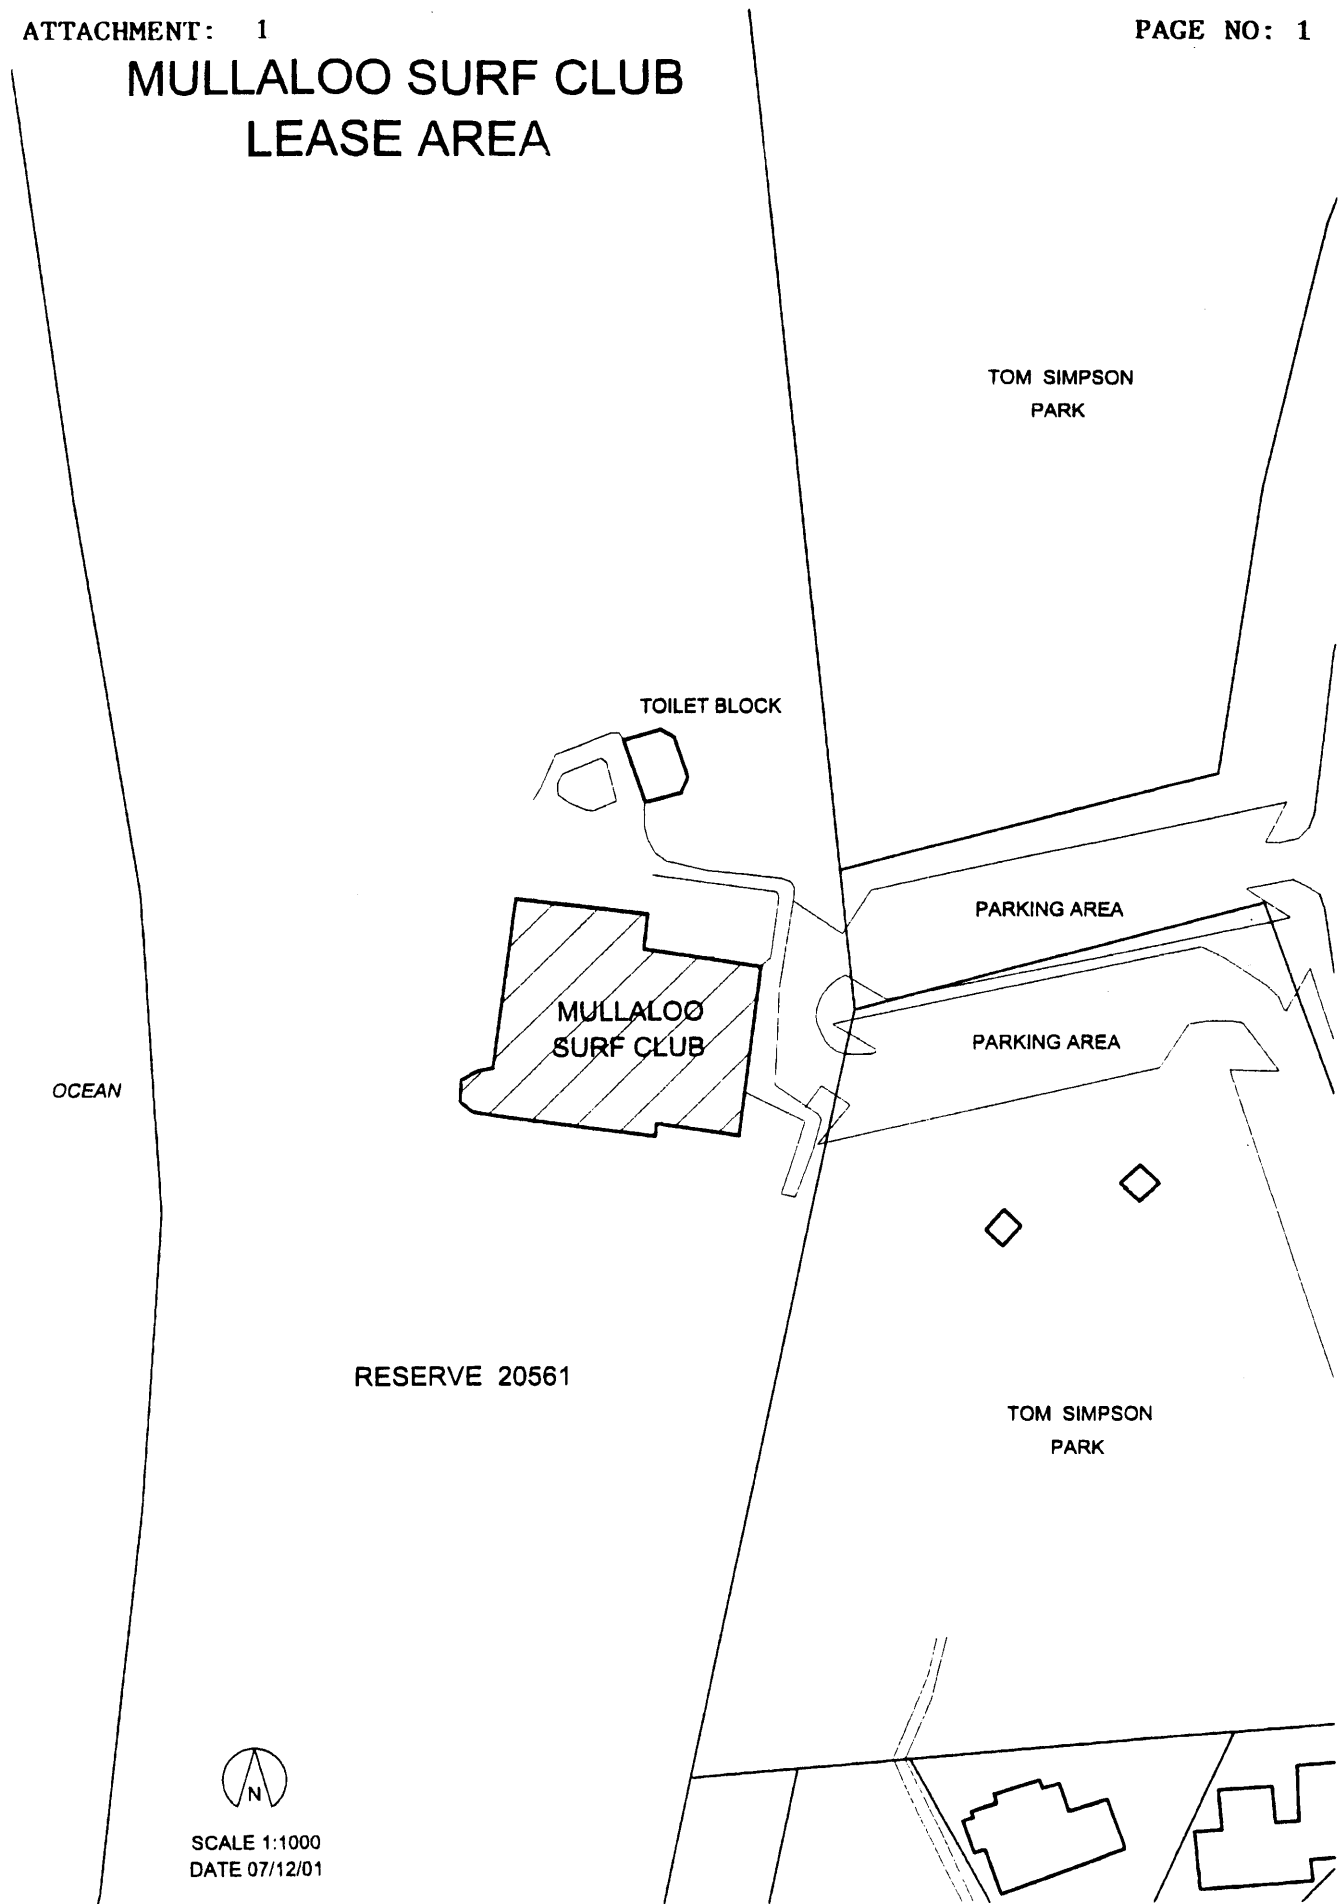 ATTACHMENT: 1
PAGE NO: 1
MULLALOO SURF CLUB
LEASE AREA
TOM SIMPSON
PARK
TOILET BLOCK
PARKING AREA
MULLALOO
SURF CLUB
PARKING AREA
OCEAN
RESERVE 20561
TOM SIMPSON
PARK
N
SCALE 1:1000
DATE 07/12/01